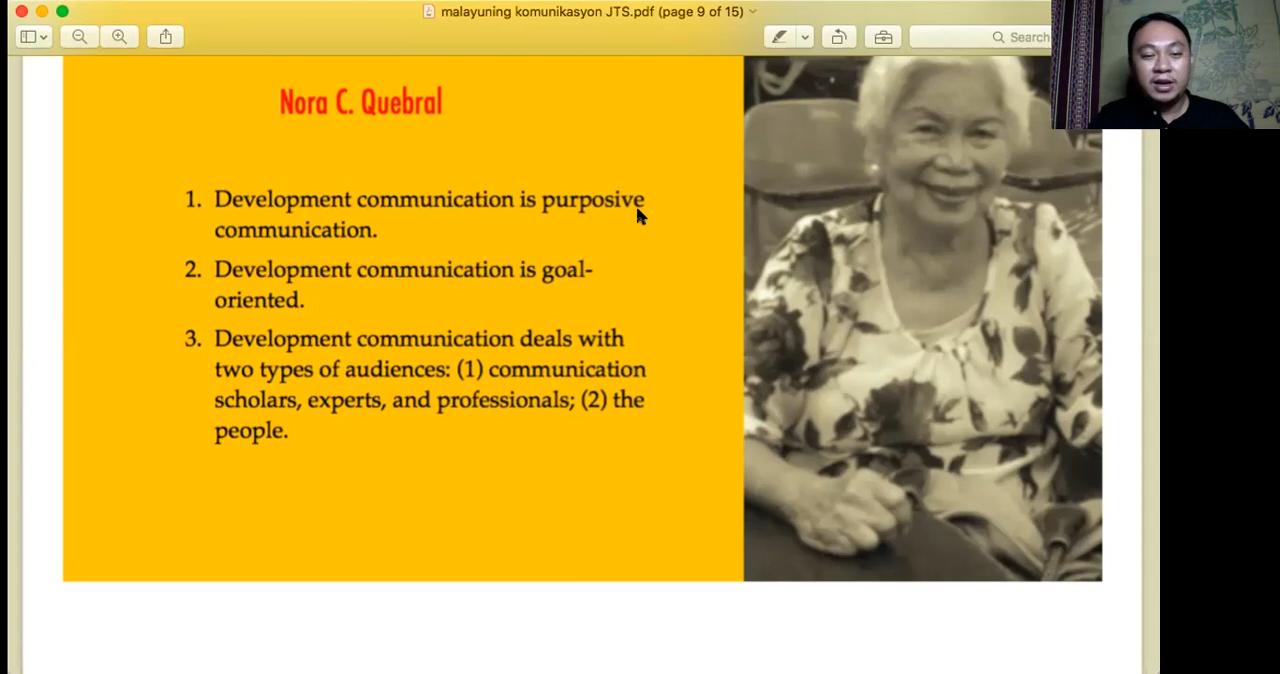 malayuning komunikasyon JTS.pdf (page 9 of 15)
Search
Nora C. Quebral
1. Development communication is purposive
communication.
2. Development communication is goal-
oriented.
3. Development communication deals with
two types of audiences: (1) communication
scholars, experts, and professionals; (2) the
people.